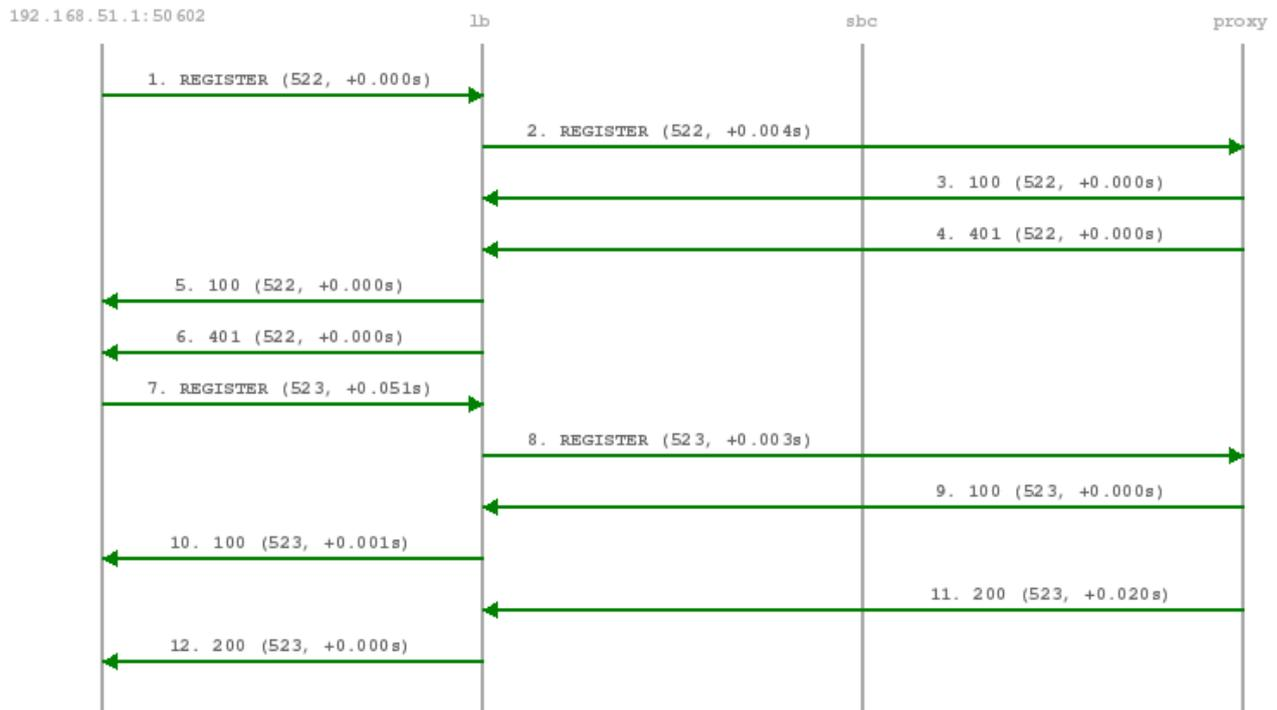 192.168.51.1:50602 lb sbc proxy
1. REGISTER (522, +0.000s)
2. REGISTER (522, +0.004s)
3. 100 (522, +0.000s)
4. 401 (522, +0.000s)
5. 100 (522, +0.000s)
6. 401 (522, +0.000s)
7. REGISTER (523, +0.051s)
8. REGISTER (523, +0.003s)
9. 100 (523, +0.000s)
10. 100 (523, +0.001s)
11. 200 (523, +0.020s)
12. 200 (523, +0.000s)